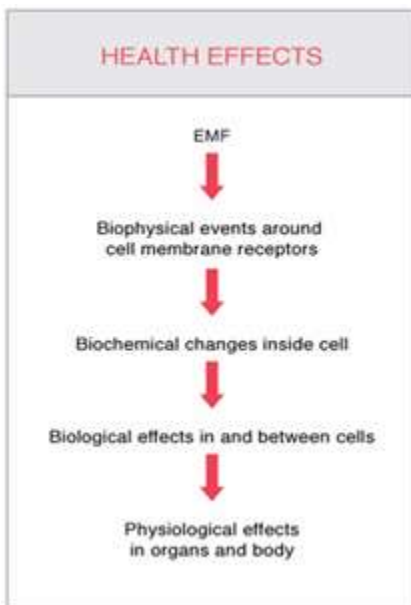 HEALTH EFFECTS
EMF
Biophysical events around
cell membrane receptors
Biochemical changes inside cell
Biological effects in and between cells
Physiological effects
in organs and body